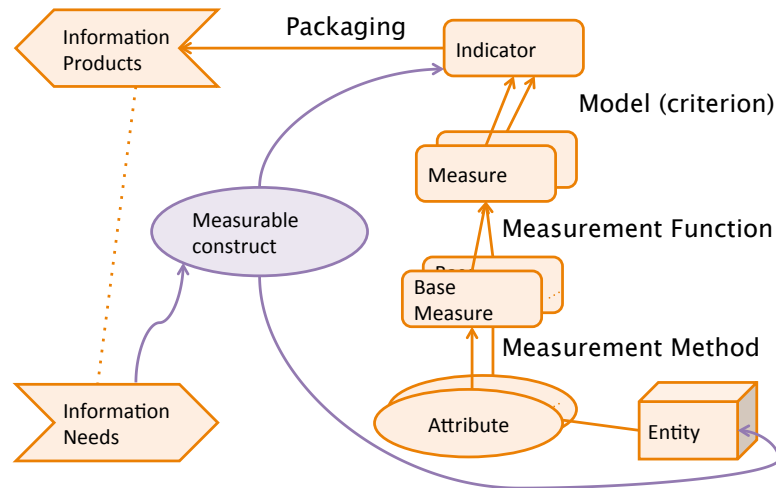 Packaging
Information
Products
Indicator
Model (criterion)
Measure
Measurable
construct
Measurement Function
Base
Measure
Measurement Method
Information
Needs
Attribute
Entity